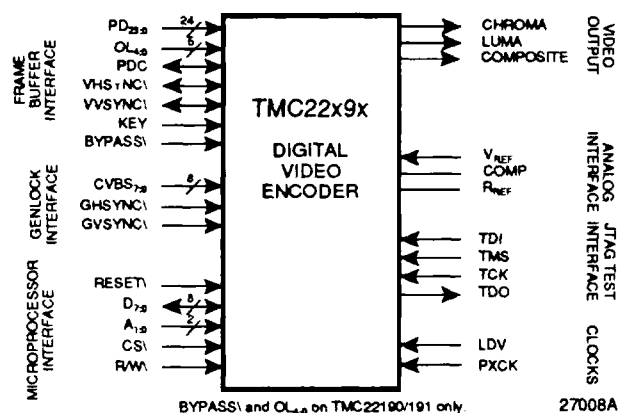 FRAME
BUFFER
INTERFACE
PD23:0
24
OL4:0
5
PDC
VHSYNC\
VVSYNC\
KEY
BYPASS\
GENLOCK
INTERFACE
CVBS7:0
8
GHSYNC\
GVSYNC\
MICROPROCESSOR
INTERFACE
RESET\
D7:0
8
A1:0
2
CS\
R/W\
TMC22x9x
DIGITAL
VIDEO
ENCODER
CHROMA
LUMA
COMPOSITE
VIDEO
OUTPUT
VREF
COMP
RREF
ANALOG
INTERFACE
TDI
TMS
TCK
TDO
JTAG TEST
INTERFACE
LDV
PXCK
CLOCKS
BYPASS\ and OL4:0 on TMC22190/191 only.
27008A